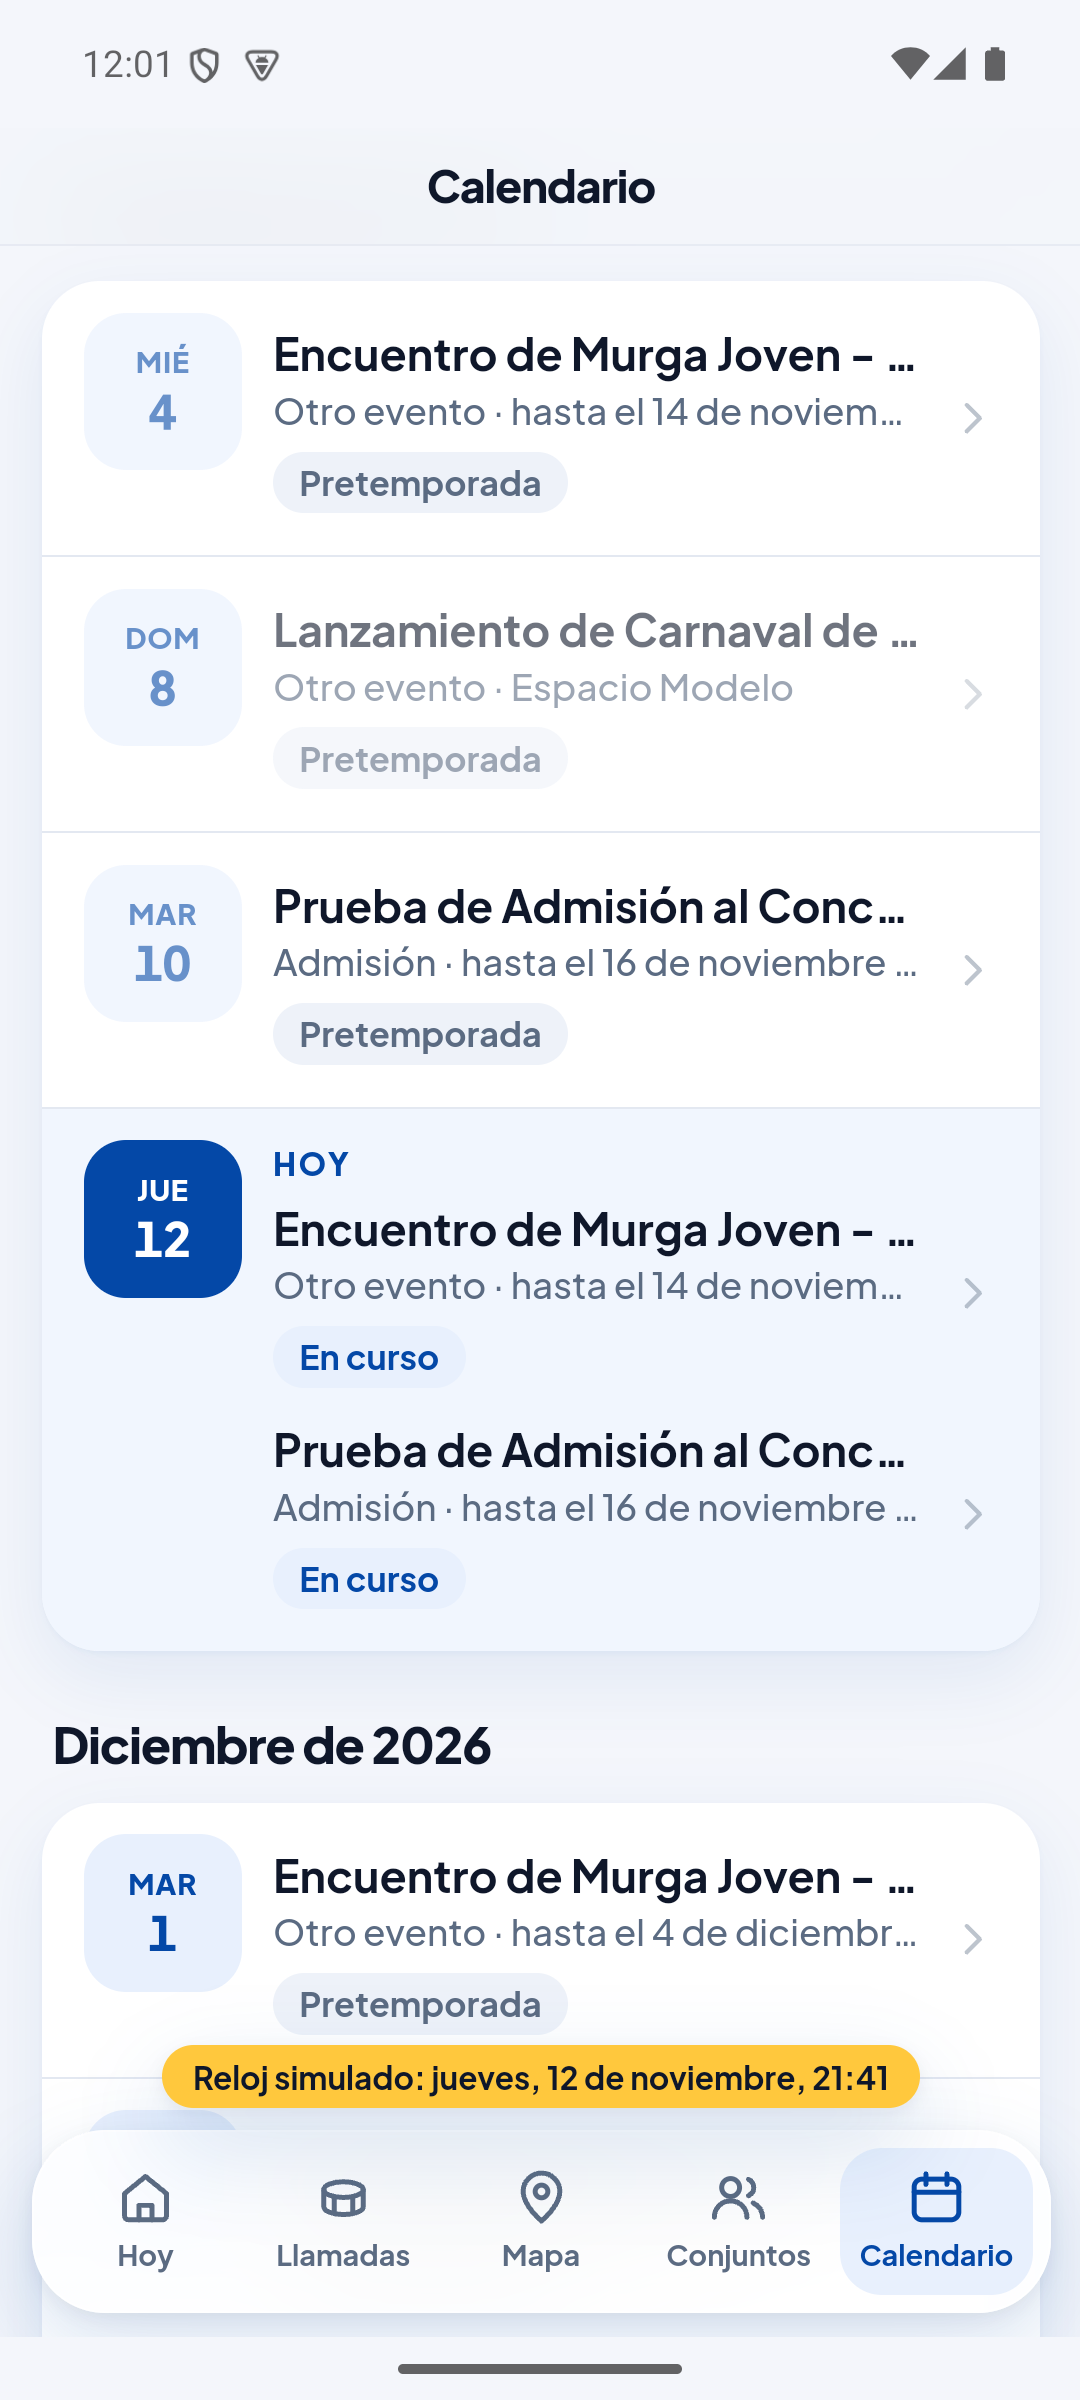 12:01
Calendario
MIÉ
4
Encuentro de Murga Joven - ...
Otro evento · hasta el 14 de noviem...
Pretemporada
DOM
8
Lanzamiento de Carnaval de ...
Otro evento · Espacio Modelo
Pretemporada
MAR
10
Prueba de Admisión al Conc...
Admisión · hasta el 16 de noviembre ...
Pretemporada
JUE
12
HOY
Encuentro de Murga Joven - ...
Otro evento · hasta el 14 de noviem...
En curso
Prueba de Admisión al Conc...
Admisión · hasta el 16 de noviembre ...
En curso
Diciembre de 2026
MAR
1
Encuentro de Murga Joven - ...
Otro evento · hasta el 4 de diciembr...
Pretemporada
Reloj simulado: jueves, 12 de noviembre, 21:41
Hoy
Llamadas
Mapa
Conjuntos
Calendario